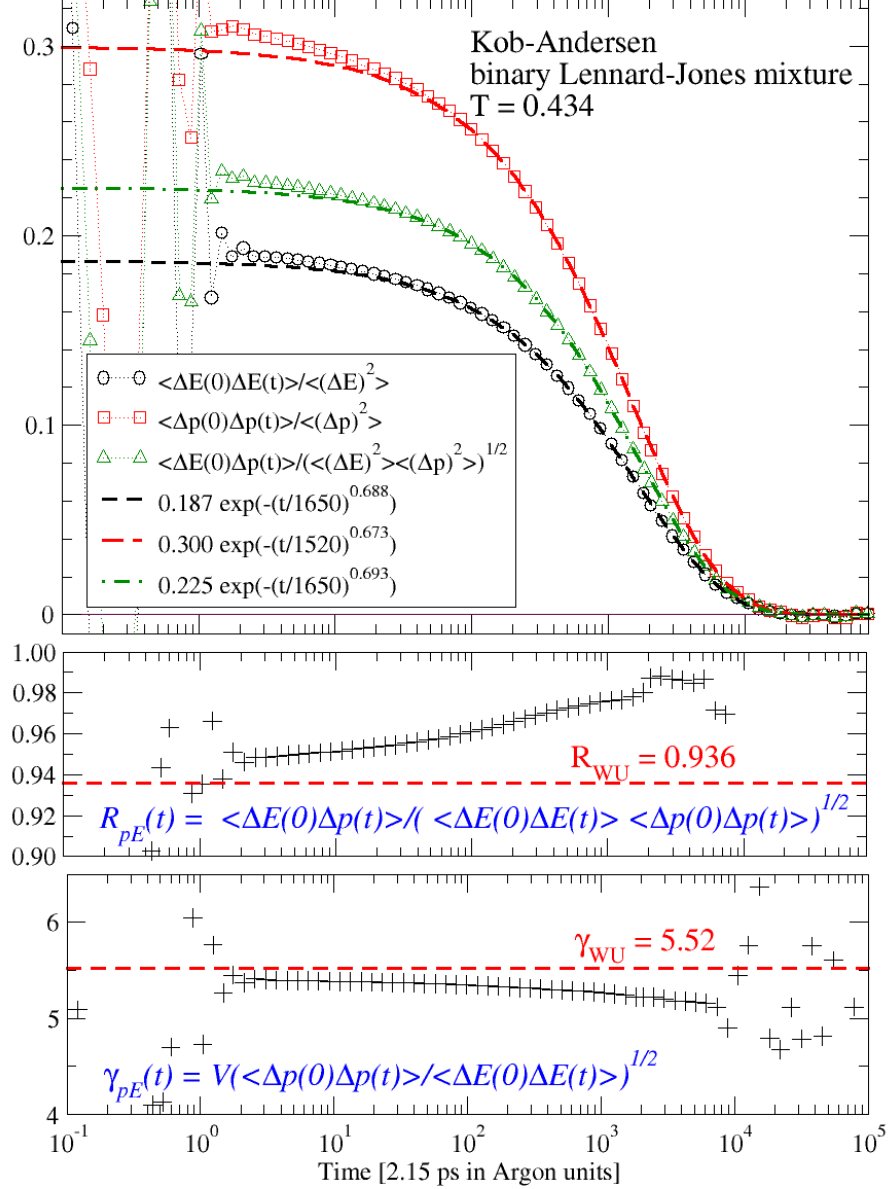 0.3
0.2
0.1
0
Kob-Andersen
binary Lennard-Jones mixture
T = 0.434
<ΔE(0)ΔE(t)>/<(ΔE)²>
<Δp(0)Δp(t)>/<(Δp)²>
<ΔE(0)Δp(t)>/(<(ΔE)²><(Δp)²>)^1/2
0.187 exp(-(t/1650)^0.688)
0.300 exp(-(t/1520)^0.673)
0.225 exp(-(t/1650)^0.693)
1.00
0.98
0.96
0.94
0.92
0.90
R_WU = 0.936
R_pE(t) = <ΔE(0)Δp(t)>/( <ΔE(0)ΔE(t)> <Δp(0)Δp(t)>)^1/2
6
5
4
γ_WU = 5.52
γ_pE(t) = V(<Δp(0)Δp(t)>/<ΔE(0)ΔE(t)>)^1/2
10^-1 10^0 10^1 10^2 10^3 10^4 10^5
Time [2.15 ps in Argon units]